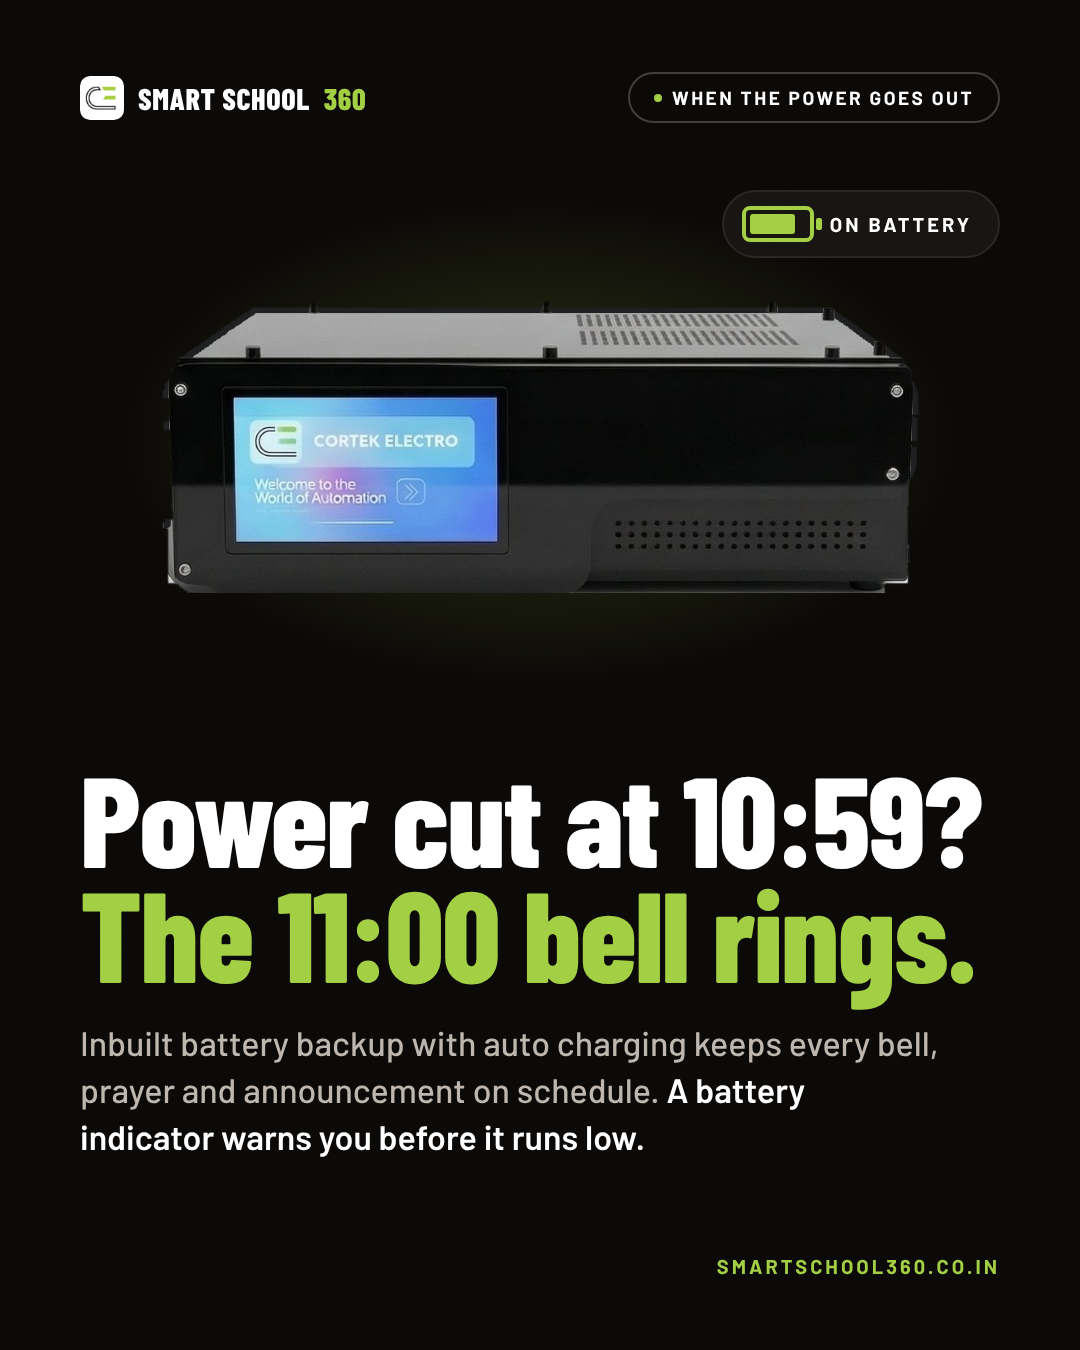 SMART SCHOOL 360
WHEN THE POWER GOES OUT
ON BATTERY
CORTEK ELECTRO
Welcome to the
World of Automation
Power cut at 10:59?
The 11:00 bell rings.
Inbuilt battery backup with auto charging keeps every bell,
prayer and announcement on schedule. A battery
indicator warns you before it runs low.
SMARTSCHOOL360.CO.IN